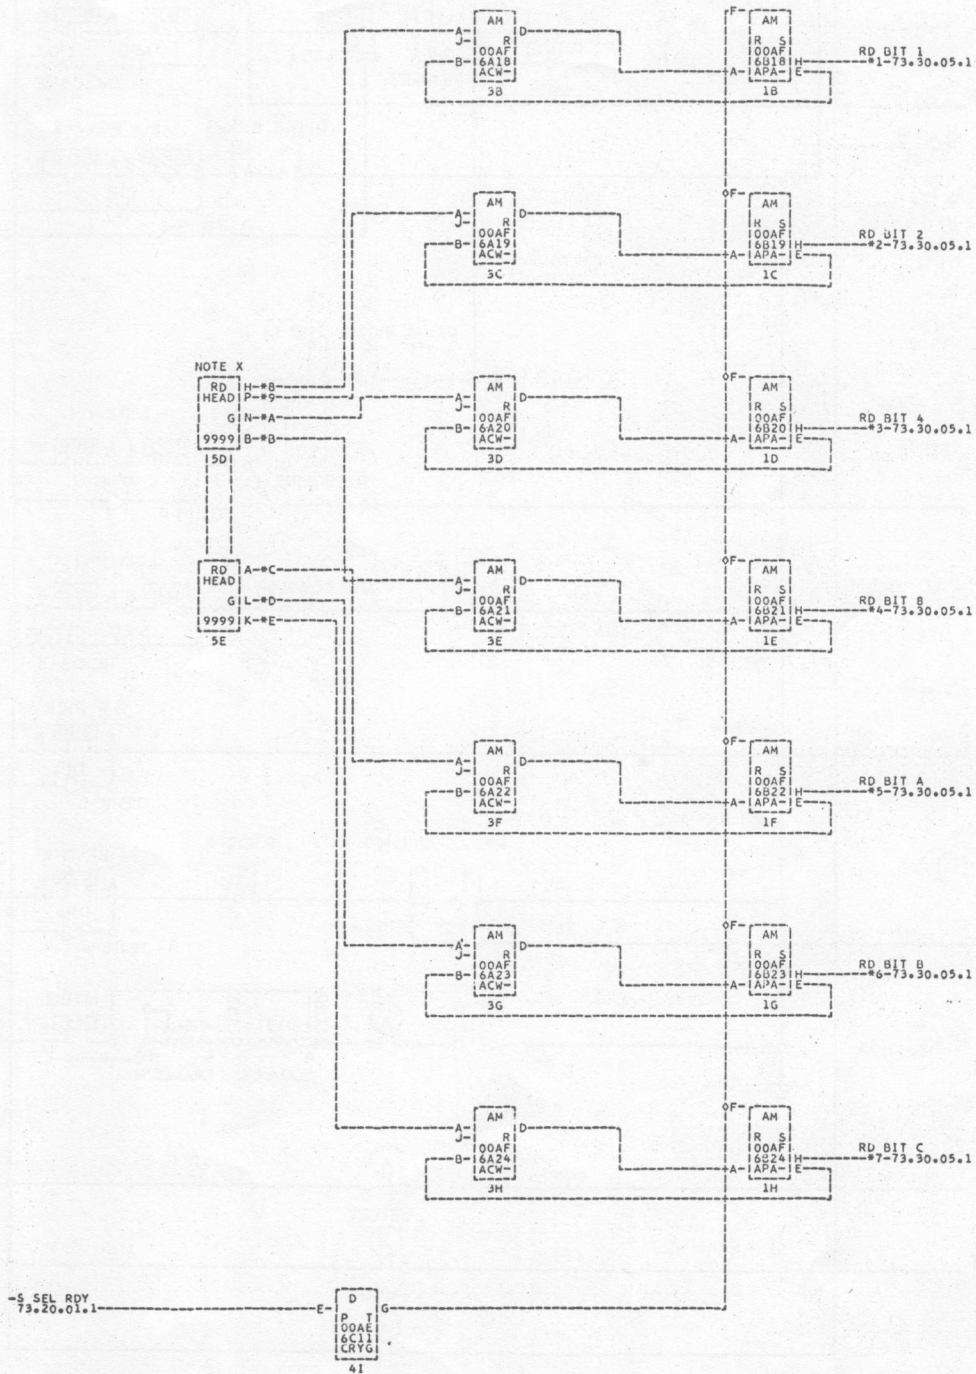 AM
A- D
J- R
00AF
B- 6A18
ACW-
3B
F-
AM
R S
00AF
6B18 H
A- APA- E
1B
RD BIT 1
*1-73.30.05.1
AM
A- D
J- R
00AF
B- 6A19
ACW-
3C
F-
AM
R S
00AF
6B19 H
A- APA- E
1C
RD BIT 2
*2-73.30.05.1
NOTE X
RD H-*8
HEAD P-*9
G N-*A
9999 B-*B
5D
AM
A- D
J- R
00AF
B- 6A20
ACW-
3D
F-
AM
R S
00AF
6B20 H
A- APA- E
1D
RD BIT 4
*3-73.30.05.1
RD A-*C
HEAD
G L-*D
9999 K-*E
5E
AM
A- D
J- R
00AF
B- 6A21
ACW-
3E
F-
AM
R S
00AF
6B21 H
A- APA- E
1E
RD BIT 8
*4-73.30.05.1
AM
A- D
J- R
00AF
B- 6A22
ACW-
3F
F-
AM
R S
00AF
6B22 H
A- APA- E
1F
RD BIT A
*5-73.30.05.1
AM
A- D
J- R
00AF
B- 6A23
ACW-
3G
F-
AM
R S
00AF
6B23 H
A- APA- E
1G
RD BIT B
*6-73.30.05.1
AM
A- D
J- R
00AF
B- 6A24
ACW-
3H
F-
AM
R S
00AF
6B24 H
A- APA- E
1H
RD BIT C
*7-73.30.05.1
-S SEL RDY
73.20.01.1
E-
D
G
P T
00AE
6C11
CRYG
4I